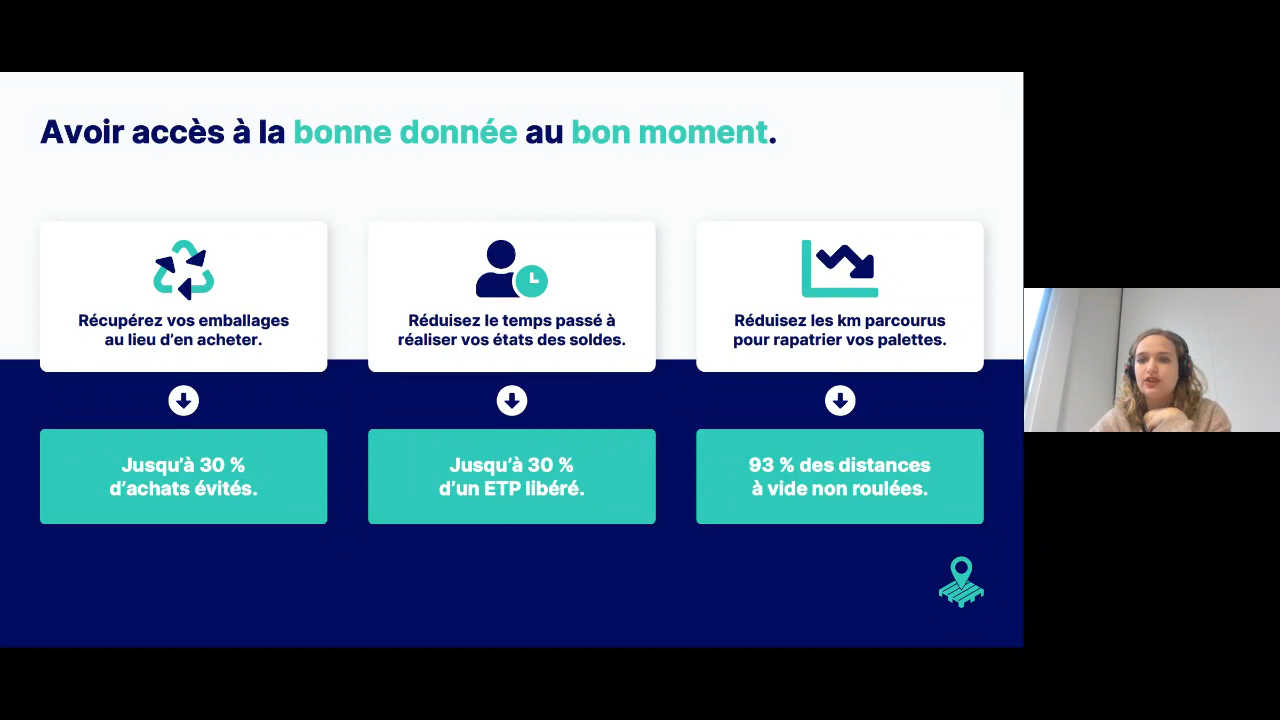 Avoir accès à la bonne donnée au bon moment.
Récupérez vos emballages
au lieu d’en acheter.
Réduisez le temps passé à
réaliser vos états des soldes.
Réduisez les km parcourus
pour rapatrier vos palettes.
Jusqu’à 30 %
d’achats évités.
Jusqu’à 30 %
d’un ETP libéré.
93 % des distances
à vide non roulées.